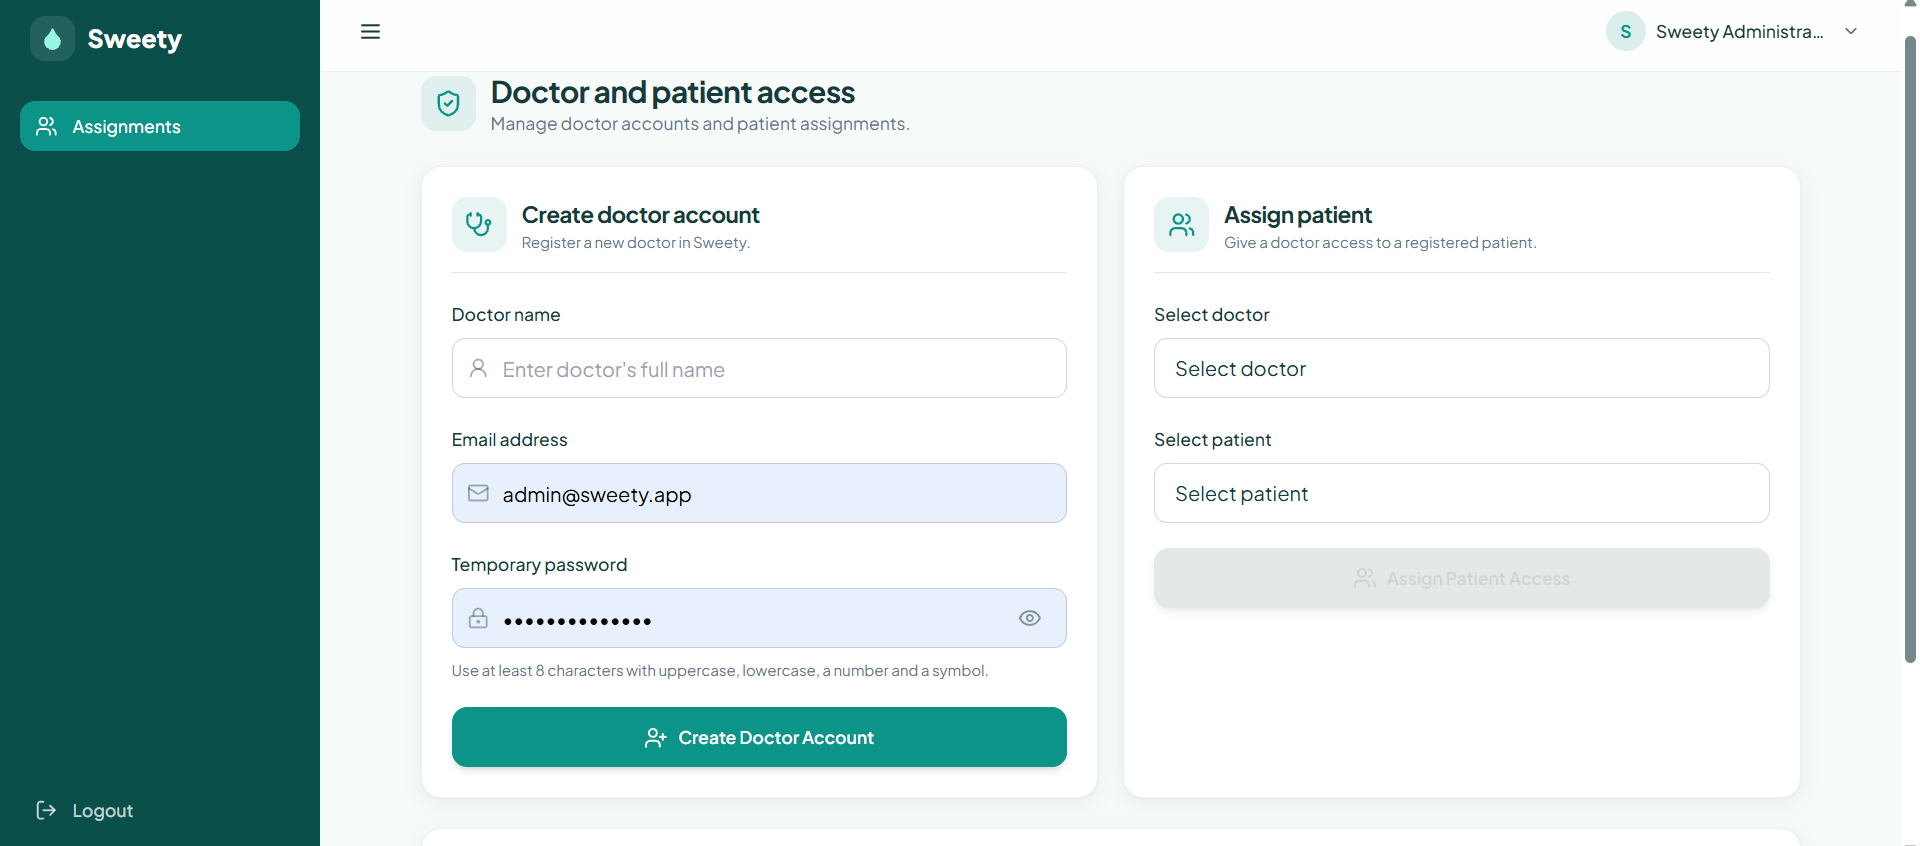 Sweety
Assignments
Logout
S
Sweety Administra...
Doctor and patient access
Manage doctor accounts and patient assignments.
Create doctor account
Register a new doctor in Sweety.
Doctor name
Enter doctor's full name
Email address
admin@sweety.app
Temporary password
••••••••••••••
Use at least 8 characters with uppercase, lowercase, a number and a symbol.
Create Doctor Account
Assign patient
Give a doctor access to a registered patient.
Select doctor
Select doctor
Select patient
Select patient
Assign Patient Access